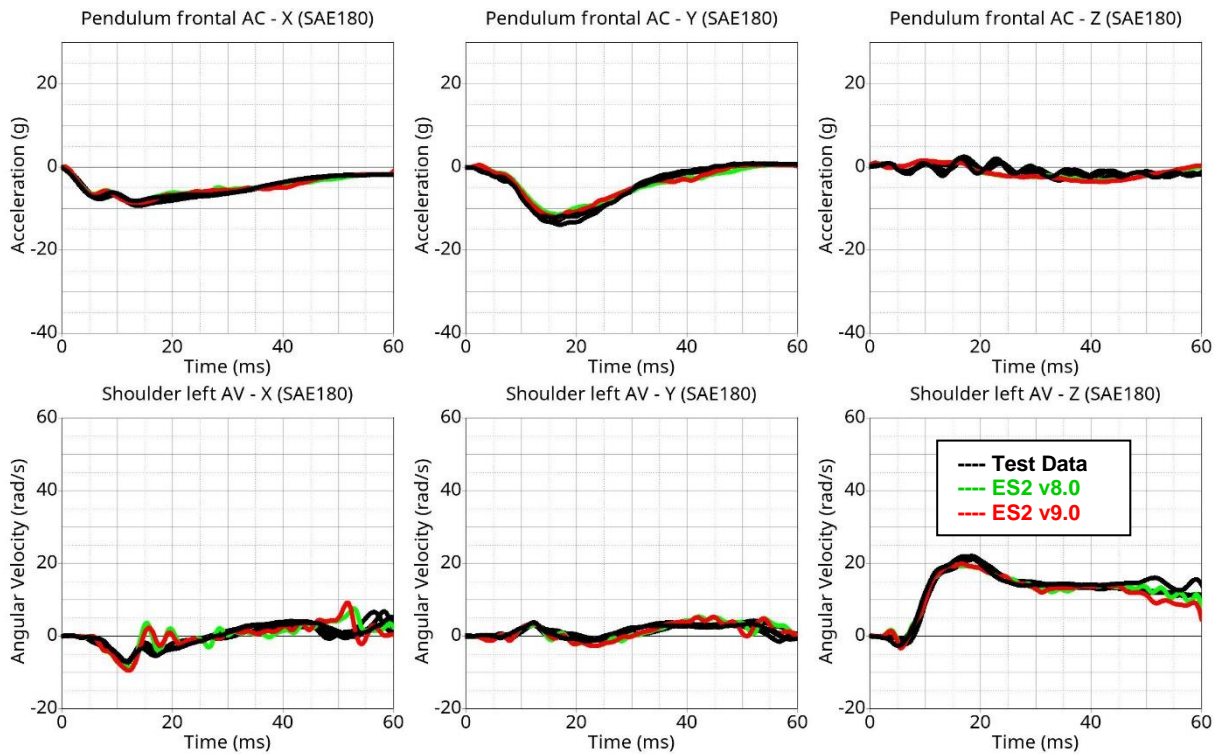 Pendulum frontal AC - X (SAE180)
Pendulum frontal AC - Y (SAE180)
Pendulum frontal AC - Z (SAE180)
Acceleration (g)
20
0
-20
-40
0
20
40
60
Time (ms)
Acceleration (g)
20
0
-20
-40
0
20
40
60
Time (ms)
Acceleration (g)
20
0
-20
-40
0
20
40
60
Time (ms)
Shoulder left AV - X (SAE180)
Shoulder left AV - Y (SAE180)
Shoulder left AV - Z (SAE180)
Angular Velocity (rad/s)
60
40
20
0
-20
0
20
40
60
Time (ms)
Angular Velocity (rad/s)
60
40
20
0
-20
0
20
40
60
Time (ms)
Angular Velocity (rad/s)
60
40
20
0
-20
0
20
40
60
Time (ms)
---- Test Data
---- ES2 v8.0
---- ES2 v9.0